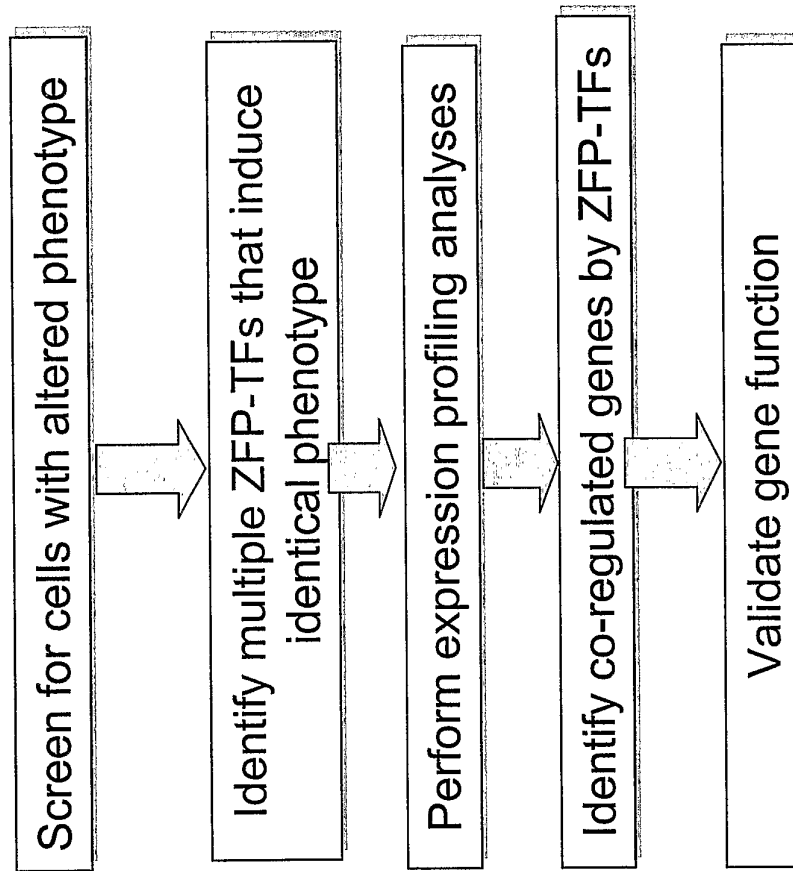 Screen for cells with altered phenotype
Identify multiple ZFP-TFs that induce
identical phenotype
Perform expression profiling analyses
Identify co-regulated genes by ZFP-TFs
Validate gene function